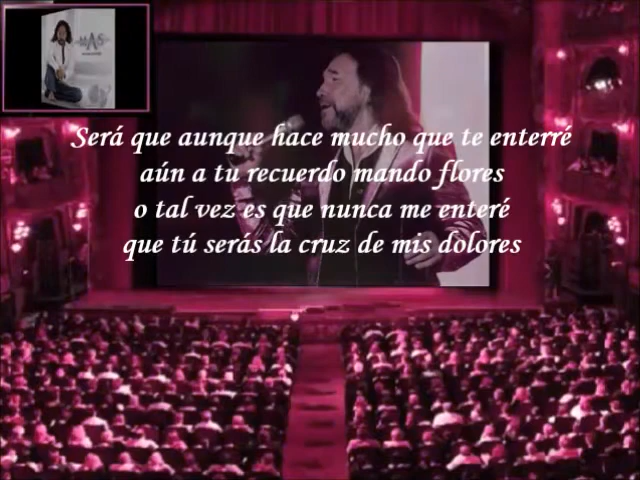 MAS
Será que aunque hace mucho que te enterré
aún a tu recuerdo mando flores
o tal vez es que nunca me enteré
que tú serás la cruz de mis dolores